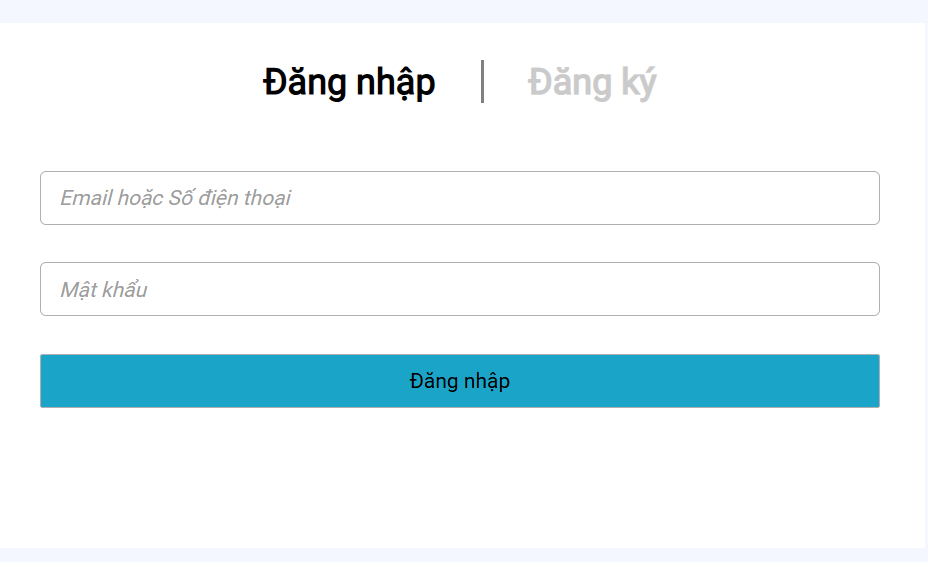 Đăng nhập | Đăng ký
Email hoặc Số điện thoại
Mật khẩu
Đăng nhập